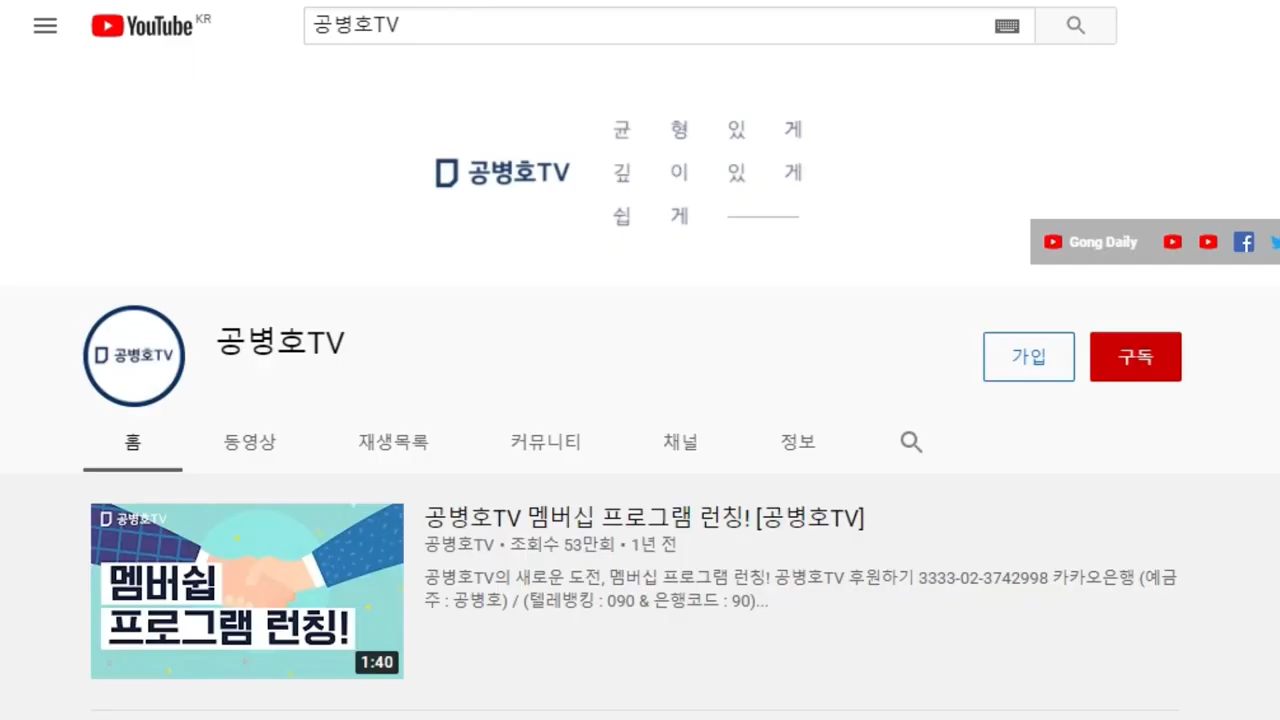 YouTube KR
공병호TV
균 형 있 게
공병호TV
깊 이 있 게
쉽 게
Gong Daily
공병호TV
공병호TV
가입
구독
홈
동영상
재생목록
커뮤니티
채널
정보
공병호TV
멤버쉽
프로그램 런칭!
1:40
공병호TV 멤버십 프로그램 런칭! [공병호TV]
공병호TV • 조회수 53만회 • 1년 전
공병호TV의 새로운 도전, 멤버십 프로그램 런칭! 공병호TV 후원하기 3333-02-3742998 카카오뱅크 (예금
주 : 공병호) / (텔레뱅킹 : 090 & 은행코드 : 90)...